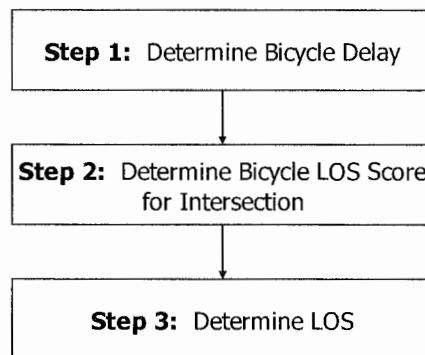 Step 1: Determine Bicycle Delay
Step 2: Determine Bicycle LOS Score
for Intersection
Step 3: Determine LOS